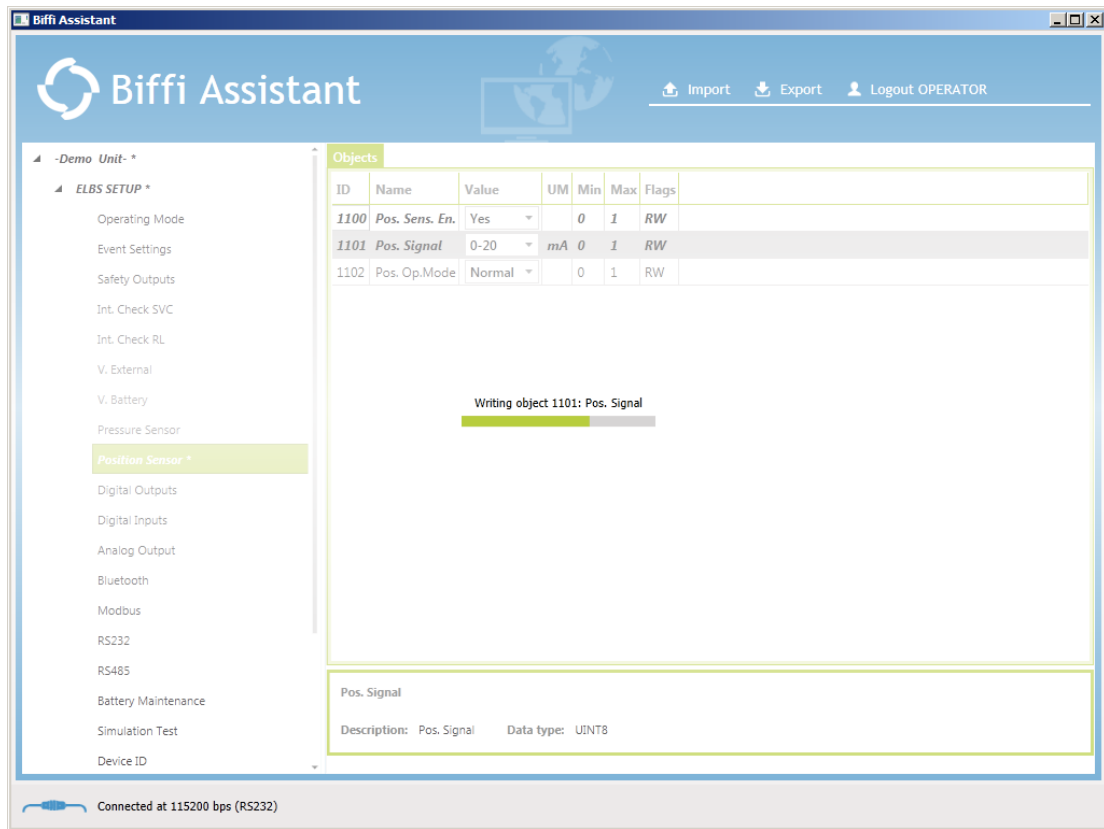 Biffi Assistant
Biffi Assistant
Import Export Logout OPERATOR
-Demo Unit- *
ELBS SETUP *
Operating Mode
Event Settings
Safety Outputs
Int. Check SVC
Int. Check RL
V. External
V. Battery
Pressure Sensor
Position Sensor *
Digital Outputs
Digital Inputs
Analog Output
Bluetooth
Modbus
RS232
RS485
Battery Maintenance
Simulation Test
Device ID
Objects
ID Name Value UM Min Max Flags
1100 Pos. Sens. En. Yes 0 1 RW
1101 Pos. Signal 0-20 mA 0 1 RW
1102 Pos. Op.Mode Normal 0 1 RW
Writing object 1101: Pos. Signal
Pos. Signal
Description: Pos. Signal Data type: UINT8
Connected at 115200 bps (RS232)